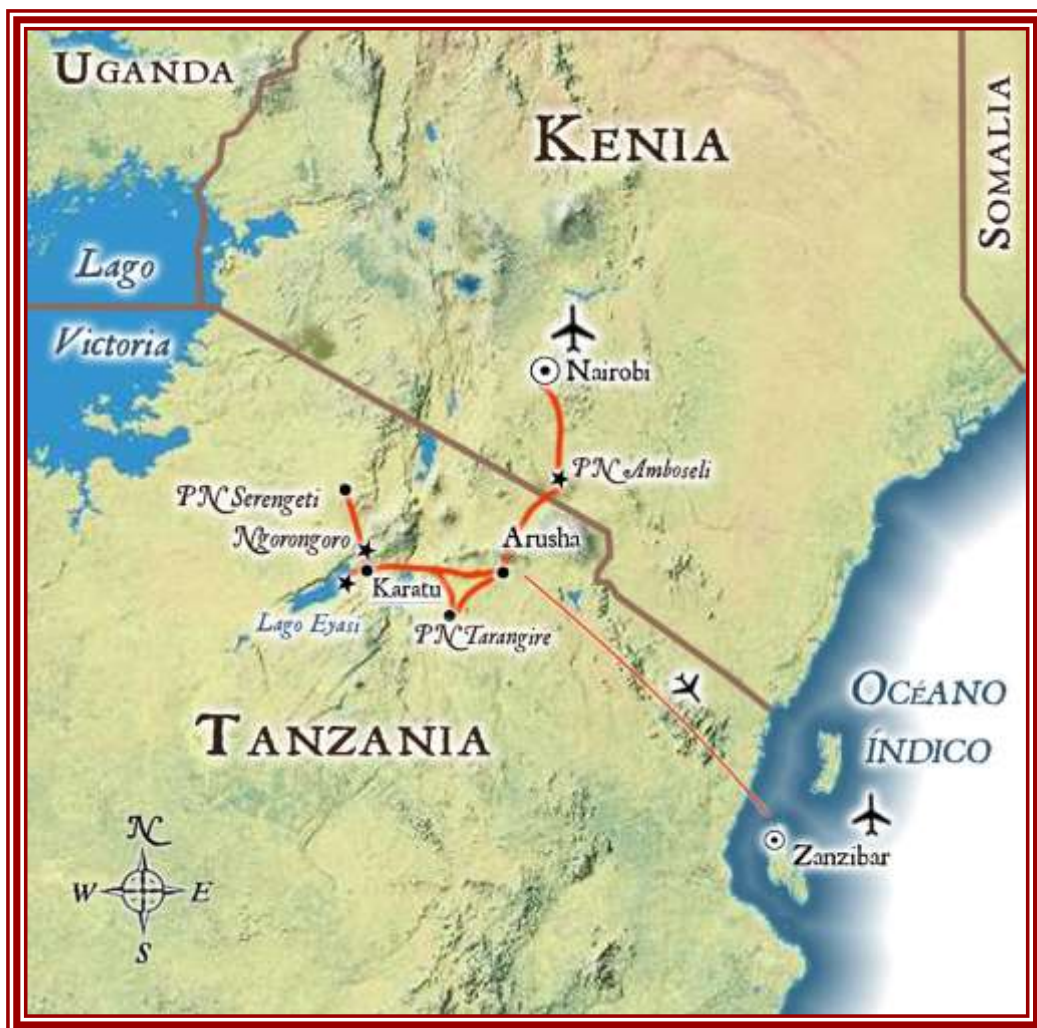 UGANDA
KENIA
SOMALIA
Lago
Victoria
Nairobi
PN Amboseli
PN Serengeti
Ngorongoro
Arusha
Karatu
Lago Eyasi
PN Tarangire
TANZANIA
OCÉANO
ÍNDICO
Zanzibar
N
W E
S